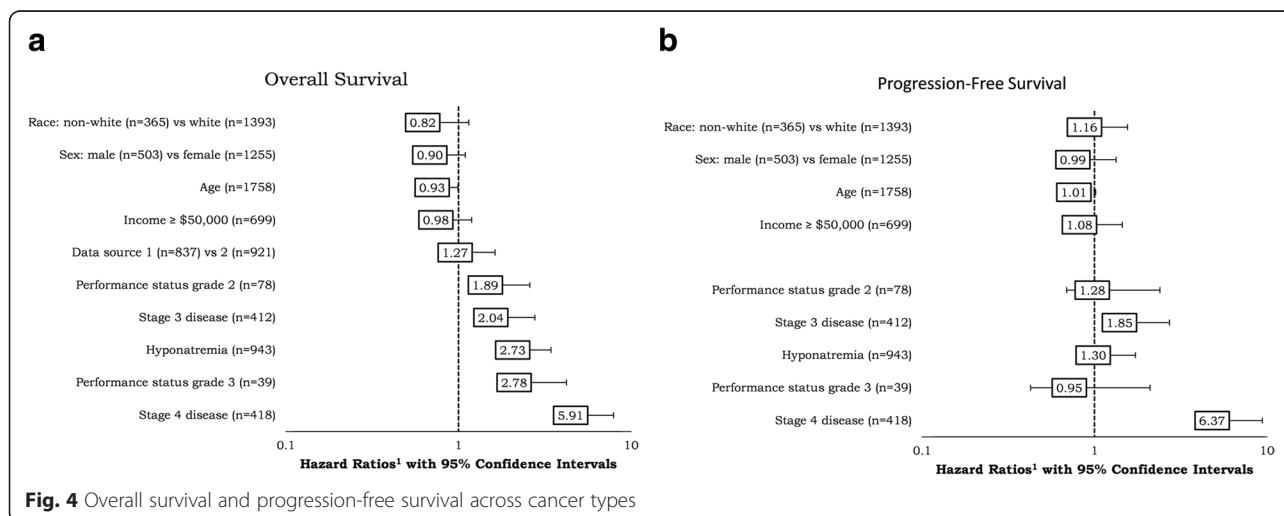 a
Overall Survival
Race: non-white (n=365) vs white (n=1393)
0.82
Sex: male (n=503) vs female (n=1255)
0.90
Age (n=1758)
0.93
Income ≥ $50,000 (n=699)
0.98
Data source 1 (n=837) vs 2 (n=921)
1.27
Performance status grade 2 (n=78)
1.89
Stage 3 disease (n=412)
2.04
Hyponatremia (n=943)
2.73
Performance status grade 3 (n=39)
2.78
Stage 4 disease (n=418)
5.91
0.1 1 10
Hazard Ratios¹ with 95% Confidence Intervals
b
Progression-Free Survival
Race: non-white (n=365) vs white (n=1393)
1.16
Sex: male (n=503) vs female (n=1255)
0.99
Age (n=1758)
1.01
Income ≥ $50,000 (n=699)
1.08
Performance status grade 2 (n=78)
1.28
Stage 3 disease (n=412)
1.85
Hyponatremia (n=943)
1.30
Performance status grade 3 (n=39)
0.95
Stage 4 disease (n=418)
6.37
0.1 1 10
Hazard Ratios¹ with 95% Confidence Intervals
Fig. 4 Overall survival and progression-free survival across cancer types